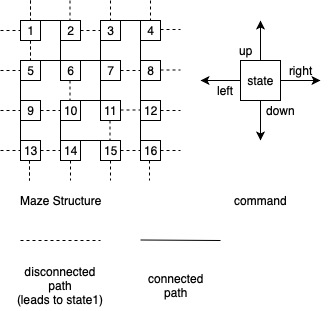 1 2 3 4
5 6 7 8
9 10 11 12
13 14 15 16
up
left
state
right
down
Maze Structure
command
disconnected
path
(leads to state1)
connected
path